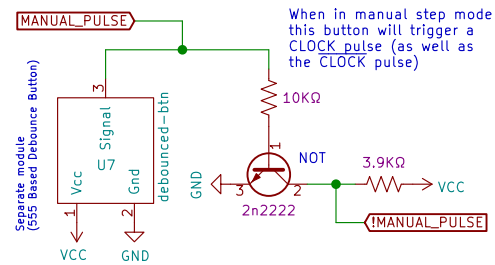 MANUAL_PULSE
When in manual step mode
this button will trigger a
CLOCK pulse (as well as
the CLOCK pulse)
Separate module
(555 Based Debounce Button)
3
Signal
U7
Vcc
Gnd
debounced-btn
1
2
VCC
GND
10KΩ
1
NOT
GND
3
2
2n2222
3.9KΩ
VCC
!MANUAL_PULSE